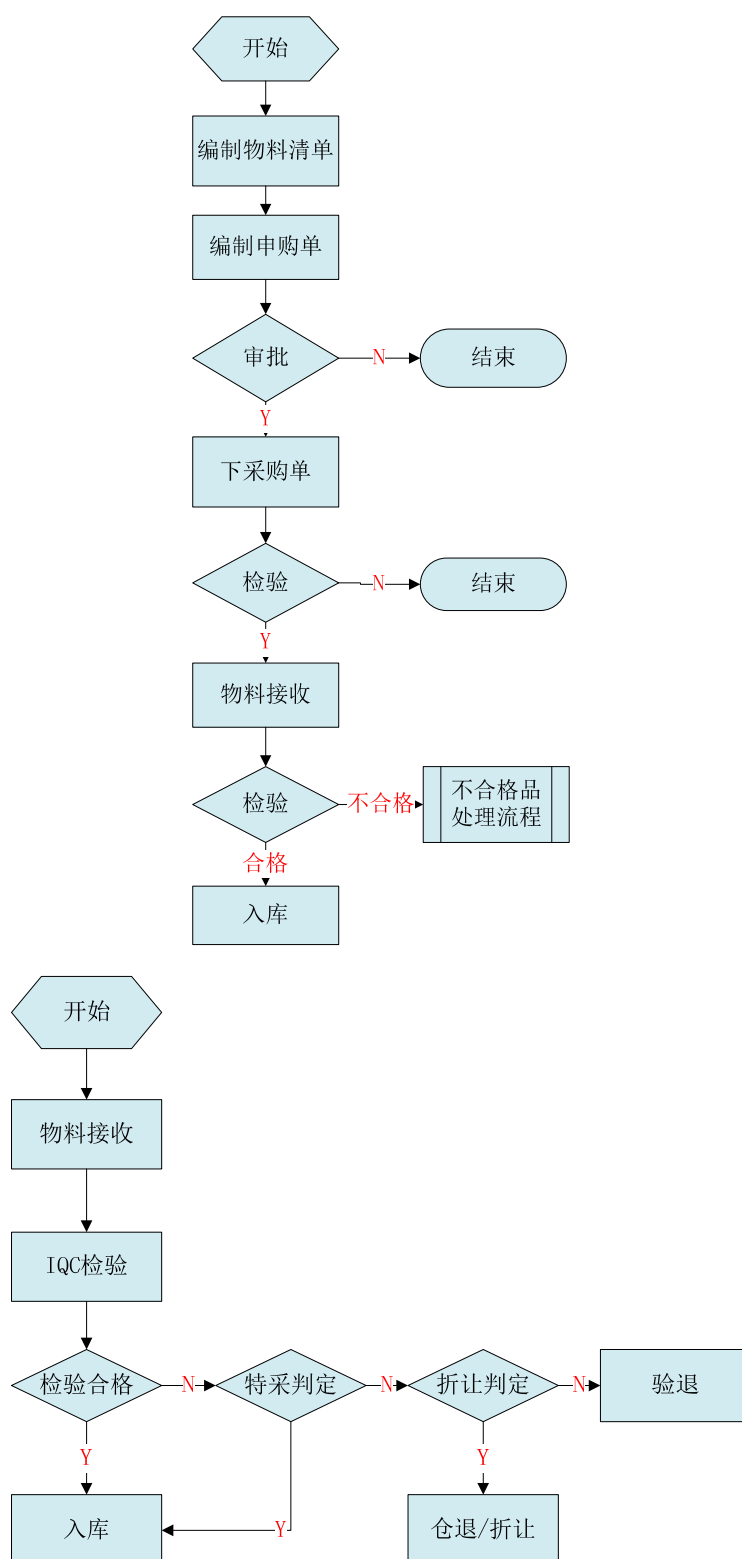 开始
编制物料清单
编制申购单
审批
N
结束
Y
下采购单
检验
N
结束
Y
物料接收
检验
不合格
不合格品
处理流程
合格
入库
开始
物料接收
IQC检验
检验合格
N
特采判定
N
折让判定
N
验退
Y
Y
入库
Y
仓退/折让